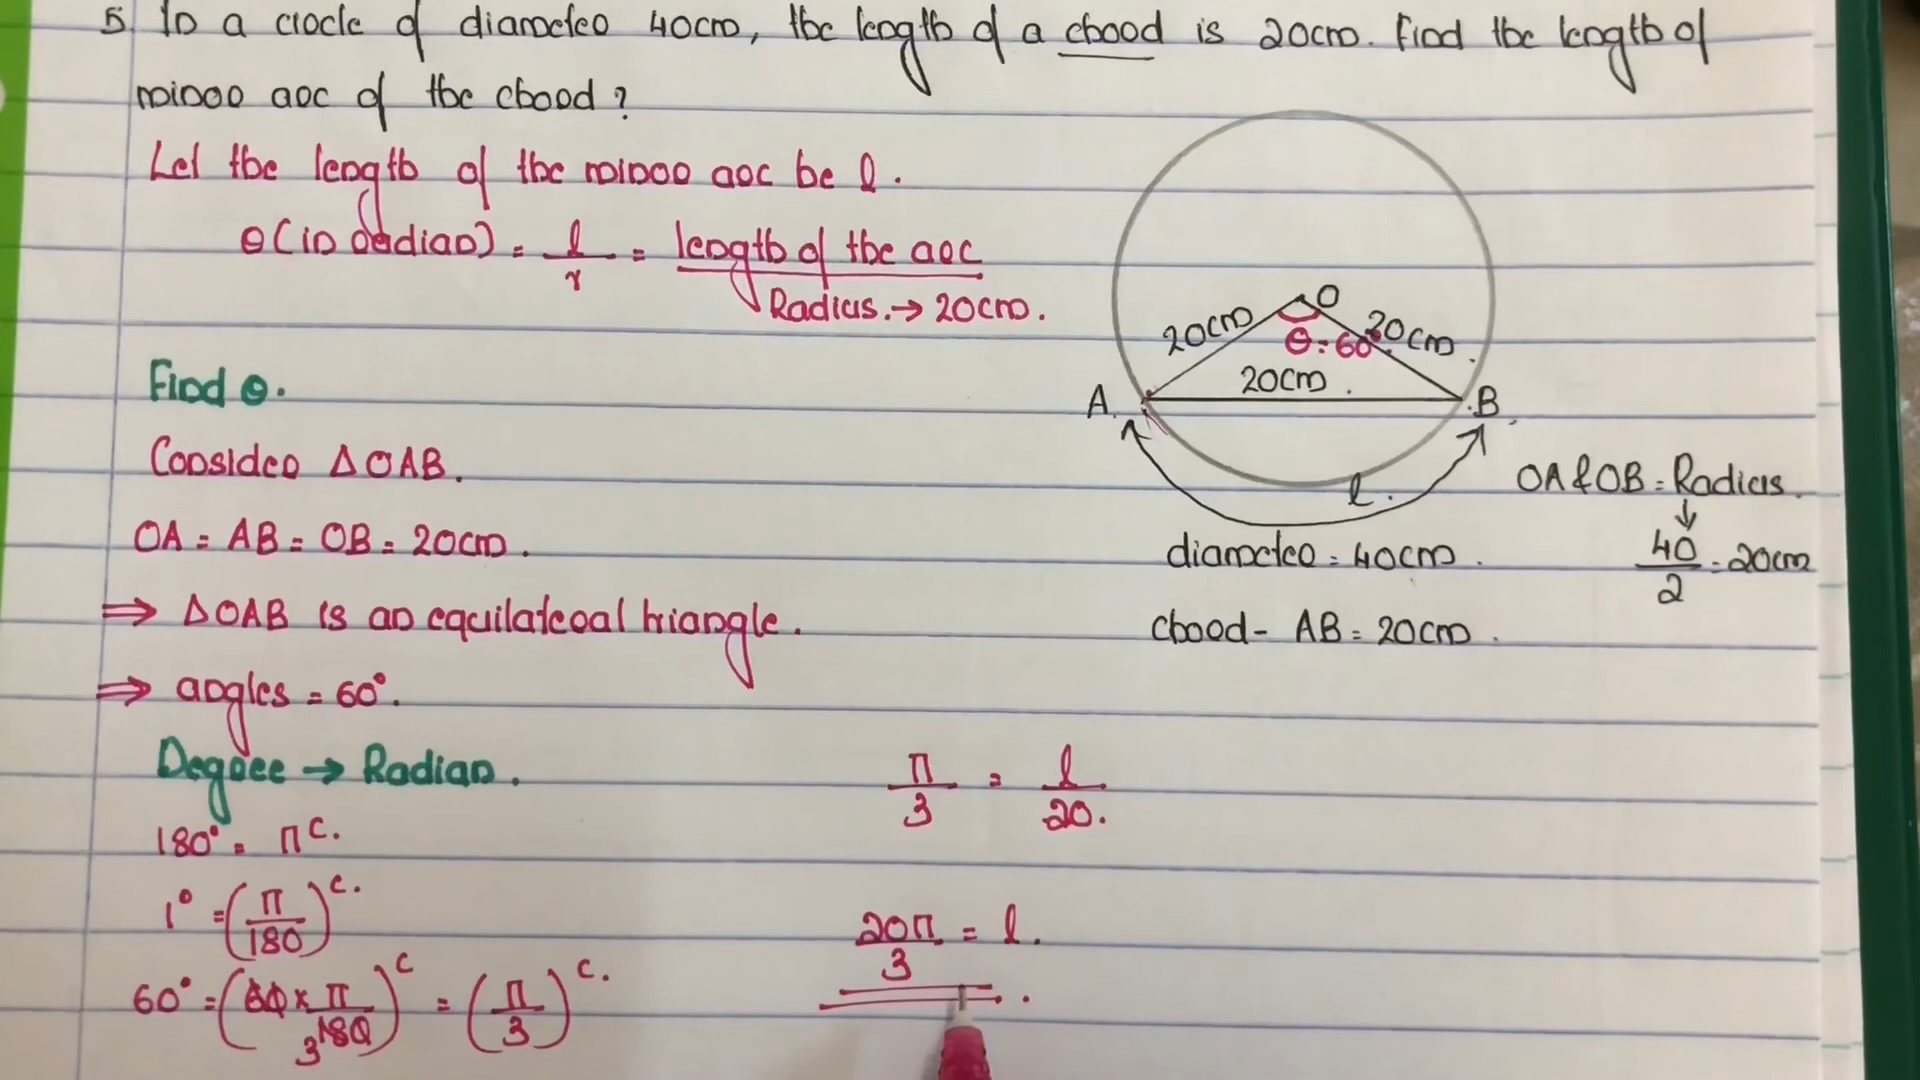 5. In a circle of diameter 40cm, the length of a chord is 20cm. Find the length of
minor arc of the chord?
Let the length of the minor arc be l.
θ(in radian) = l/r = length of the arc / Radius. → 20cm.
Find θ.
Consider ΔOAB.
OA = AB = OB = 20cm.
⇒ ΔOAB is an equilateral triangle.
⇒ angles = 60°.
Degree → Radian.
180° = π^c.
1° = (π/180)^c.
60° = (60 × π/180)^c = (π/3)^c.
3
π/3 = l/20.
20π/3 = l.
O
20cm
20cm.
θ = 60°
20cm.
A
B
l.
OA & OB = Radius.
↓
40/2 = 20cm
diameter = 40cm.
chord - AB = 20cm.